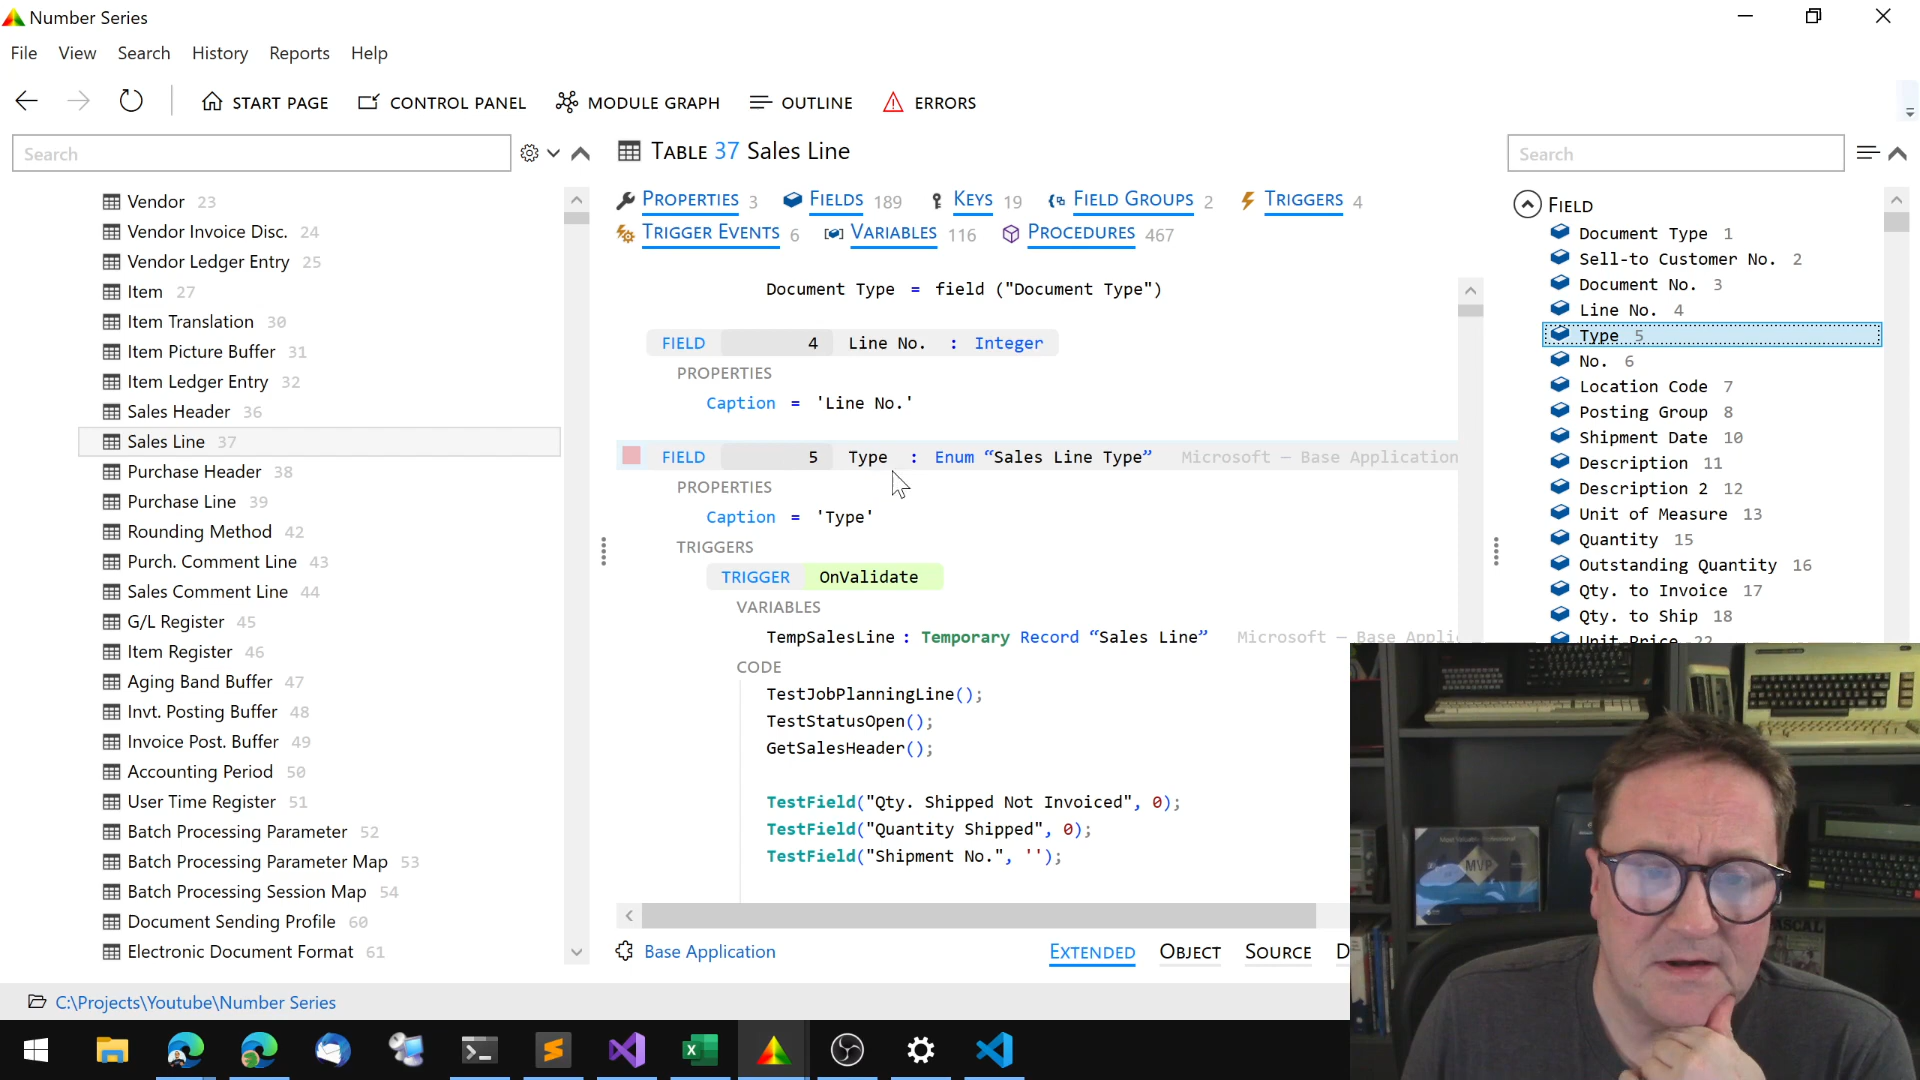 Number Series
File View Search History Reports Help
START PAGE CONTROL PANEL MODULE GRAPH OUTLINE ERRORS
Search
Vendor 23
Vendor Invoice Disc. 24
Vendor Ledger Entry 25
Item 27
Item Translation 30
Item Picture Buffer 31
Item Ledger Entry 32
Sales Header 36
Sales Line 37
Purchase Header 38
Purchase Line 39
Rounding Method 42
Purch. Comment Line 43
Sales Comment Line 44
G/L Register 45
Item Register 46
Aging Band Buffer 47
Invt. Posting Buffer 48
Invoice Post. Buffer 49
Accounting Period 50
User Time Register 51
Batch Processing Parameter 52
Batch Processing Parameter Map 53
Batch Processing Session Map 54
Document Sending Profile 60
Electronic Document Format 61
TABLE 37 Sales Line
PROPERTIES 3 FIELDS 189 KEYS 19 FIELD GROUPS 2 TRIGGERS 4
TRIGGER EVENTS 6 VARIABLES 116 PROCEDURES 467
Document Type = field ("Document Type")
FIELD 4 Line No. : Integer
PROPERTIES
Caption = 'Line No.'
FIELD 5 Type : Enum “Sales Line Type” Microsoft – Base Application
PROPERTIES
Caption = 'Type'
TRIGGERS
TRIGGER OnValidate
VARIABLES
TempSalesLine : Temporary Record “Sales Line” Microsoft – Base Appli
CODE
TestJobPlanningLine();
TestStatusOpen();
GetSalesHeader();
TestField("Qty. Shipped Not Invoiced", 0);
TestField("Quantity Shipped", 0);
TestField("Shipment No.", '');
Base Application EXTENDED OBJECT SOURCE D
Search
FIELD
Document Type 1
Sell-to Customer No. 2
Document No. 3
Line No. 4
Type 5
No. 6
Location Code 7
Posting Group 8
Shipment Date 10
Description 11
Description 2 12
Unit of Measure 13
Quantity 15
Outstanding Quantity 16
Qty. to Invoice 17
Qty. to Ship 18
Unit Price 22
MVP
C:\Projects\Youtube\Number Series